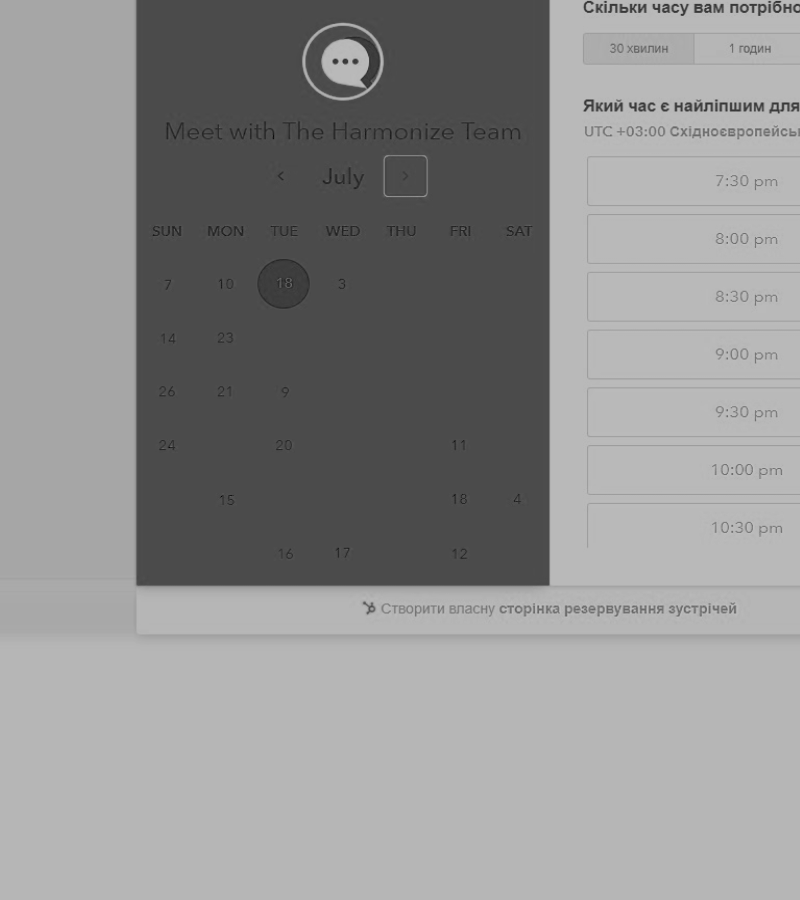 Meet with The Harmonize Team
July
SUN MON TUE WED THU FRI SAT
7 10 18 3
14 23
26 21 9
24 20 11
15 18 4
16 17 12
Скільки часу вам потрібно
30 хвилин 1 годин
Який час є найліпшим для
UTC +03:00 Східноєвропейсь
7:30 pm
8:00 pm
8:30 pm
9:00 pm
9:30 pm
10:00 pm
10:30 pm
Створити власну сторінка резервування зустрічей